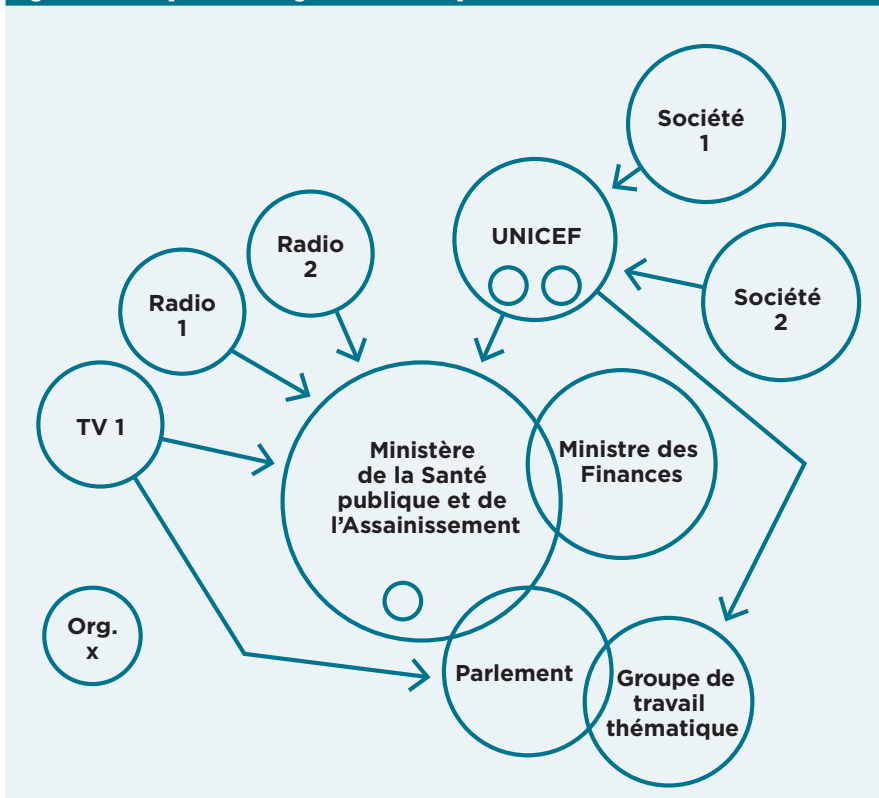 Société
1
UNICEF
Radio
2
Société
2
Radio
1
TV 1
Ministère
de la Santé
publique et de
l'Assainissement
Ministre des
Finances
Org.
x
Parlement
Groupe de
travail
thématique